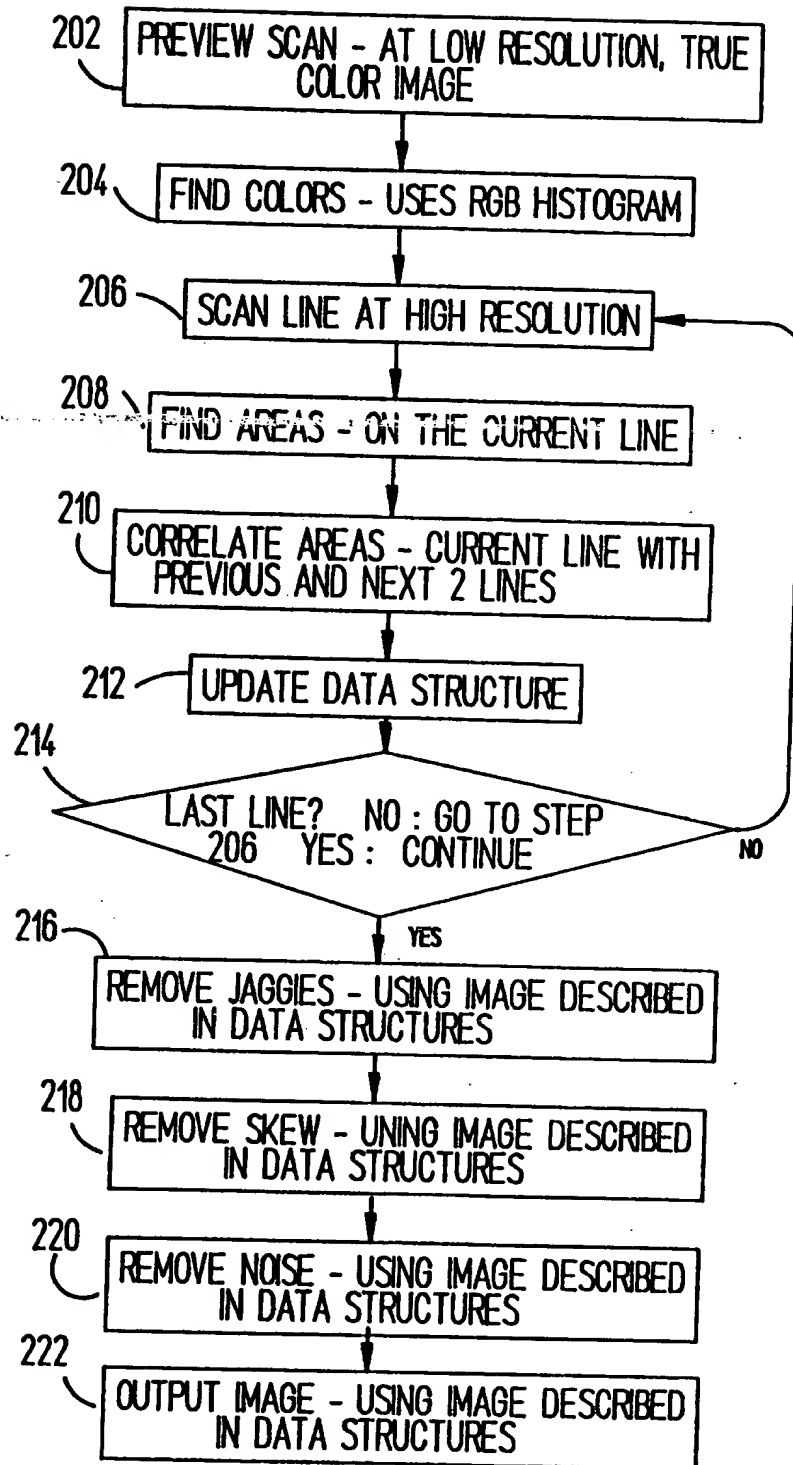 202
PREVIEW SCAN - AT LOW RESOLUTION, TRUE
COLOR IMAGE
204
FIND COLORS - USES RGB HISTOGRAM
206
SCAN LINE AT HIGH RESOLUTION
208
FIND AREAS - ON THE CURRENT LINE
210
CORRELATE AREAS - CURRENT LINE WITH
PREVIOUS AND NEXT 2 LINES
212
UPDATE DATA STRUCTURE
214
LAST LINE? NO : GO TO STEP
206 YES : CONTINUE
NO
YES
216
REMOVE JAGGIES - USING IMAGE DESCRIBED
IN DATA STRUCTURES
218
REMOVE SKEW - UNING IMAGE DESCRIBED
IN DATA STRUCTURES
220
REMOVE NOISE - USING IMAGE DESCRIBED
IN DATA STRUCTURES
222
OUTPUT IMAGE - USING IMAGE DESCRIBED
IN DATA STRUCTURES